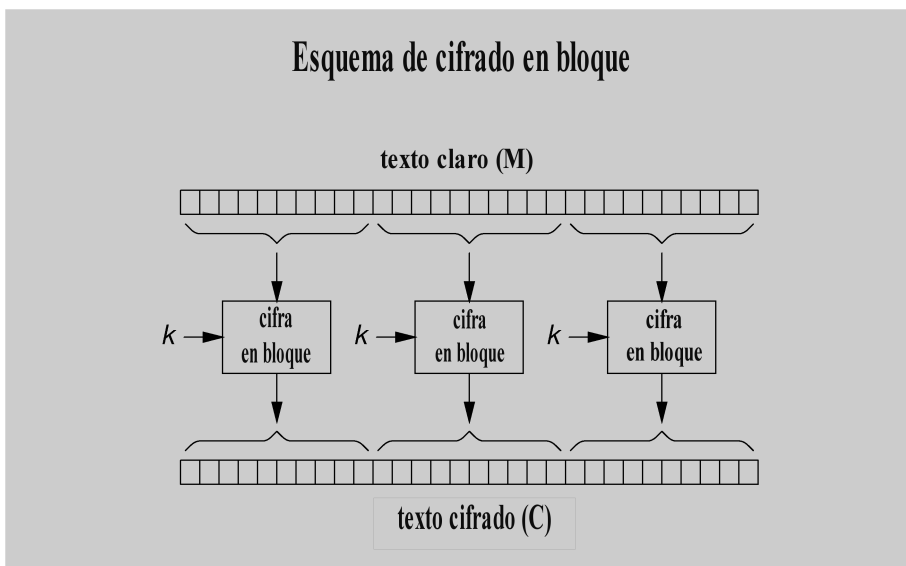 Esquema de cifrado en bloque
texto claro (M)
k
cifra
en bloque
k
cifra
en bloque
k
cifra
en bloque
texto cifrado (C)